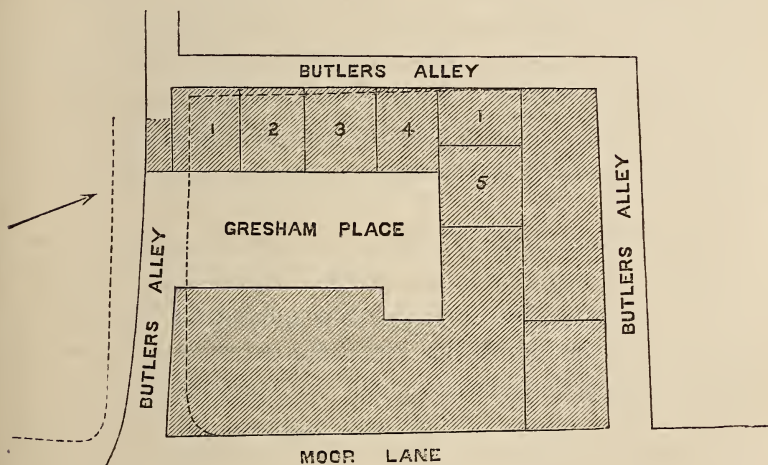 BUTLERS ALLEY
1 2 3 4 1
5
GRESHAM PLACE
BUTLERS ALLEY
BUTLERS ALLEY
MOOR LANE